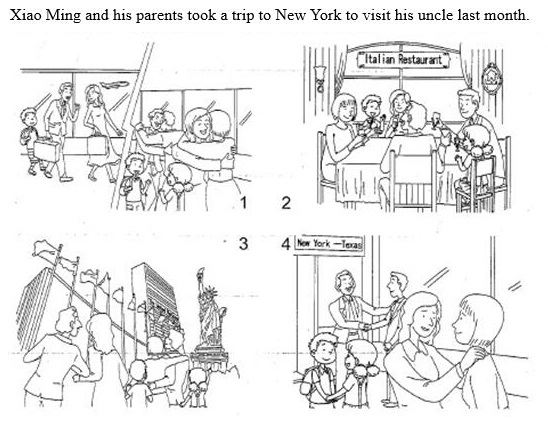 Xiao Ming and his parents took a trip to New York to visit his uncle last month.
Italian Restaurant
1 2
3 4
New York—Texas